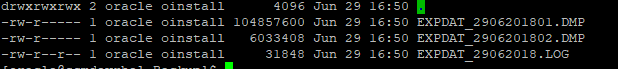 drwxrwxrwx 2 oracle oinstall 4096 Jun 29 16:50 .
-rw-r----- 1 oracle oinstall 104857600 Jun 29 16:50 EXPDAT_2906201801.DMP
-rw-r----- 1 oracle oinstall 6033408 Jun 29 16:50 EXPDAT_2906201802.DMP
-rw-r--r-- 1 oracle oinstall 31848 Jun 29 16:50 EXPDAT_29062018.LOG